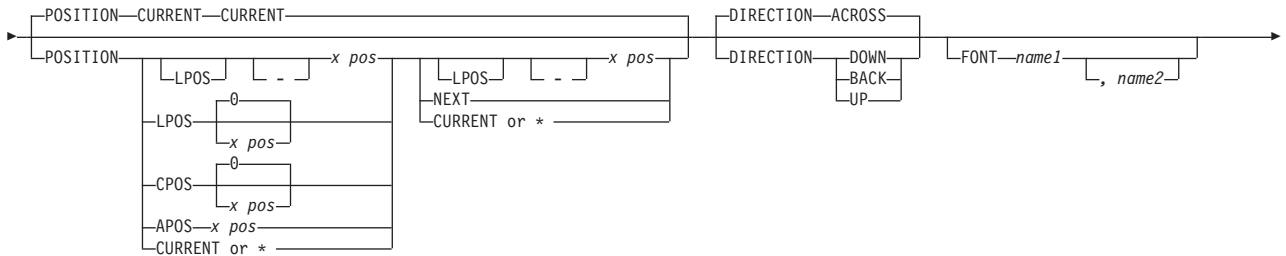 POSITION CURRENT CURRENT DIRECTION ACROSS
POSITION x pos x pos DIRECTION DOWN FONT name1
LPOS - LPOS - BACK , name2
0 NEXT UP
LPOS CURRENT or *
x pos
0
CPOS
x pos
APOS x pos
CURRENT or *